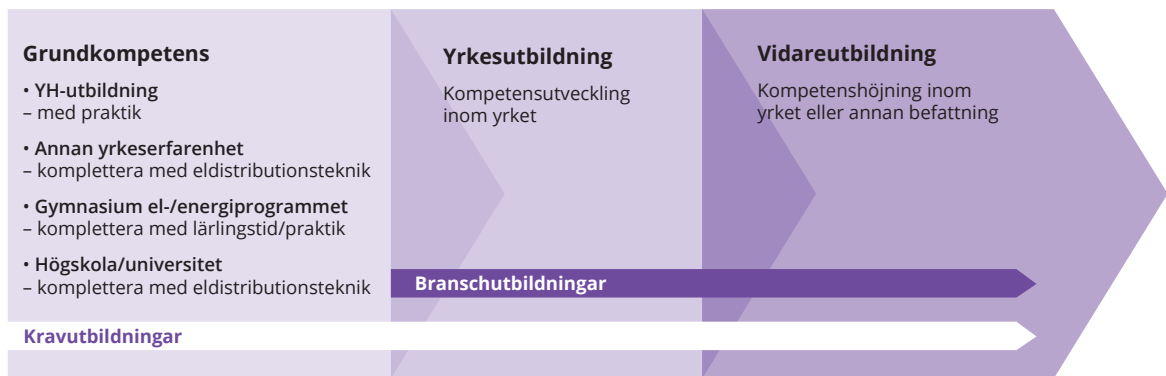 Grundkompetens
• YH-utbildning
– med praktik
• Annan yrkeserfarenhet
– komplettera med eldistributionsteknik
• Gymnasium el-/energiprogrammet
– komplettera med lärlingstid/praktik
• Högskola/universitet
– komplettera med eldistributionsteknik
Yrkesutbildning
Kompetensutveckling
inom yrket
Vidareutbildning
Kompetenshöjning inom
yrket eller annan befattning
Branschutbildningar
Kravutbildningar